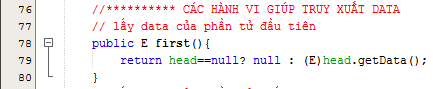 76 //********** CÁC HÀNH VI GIÚP TRUY XUẤT DATA
77 // lấy data của phần tử đầu tiên
78 public E first(){
79 return head==null? null : (E)head.getData();
80 }